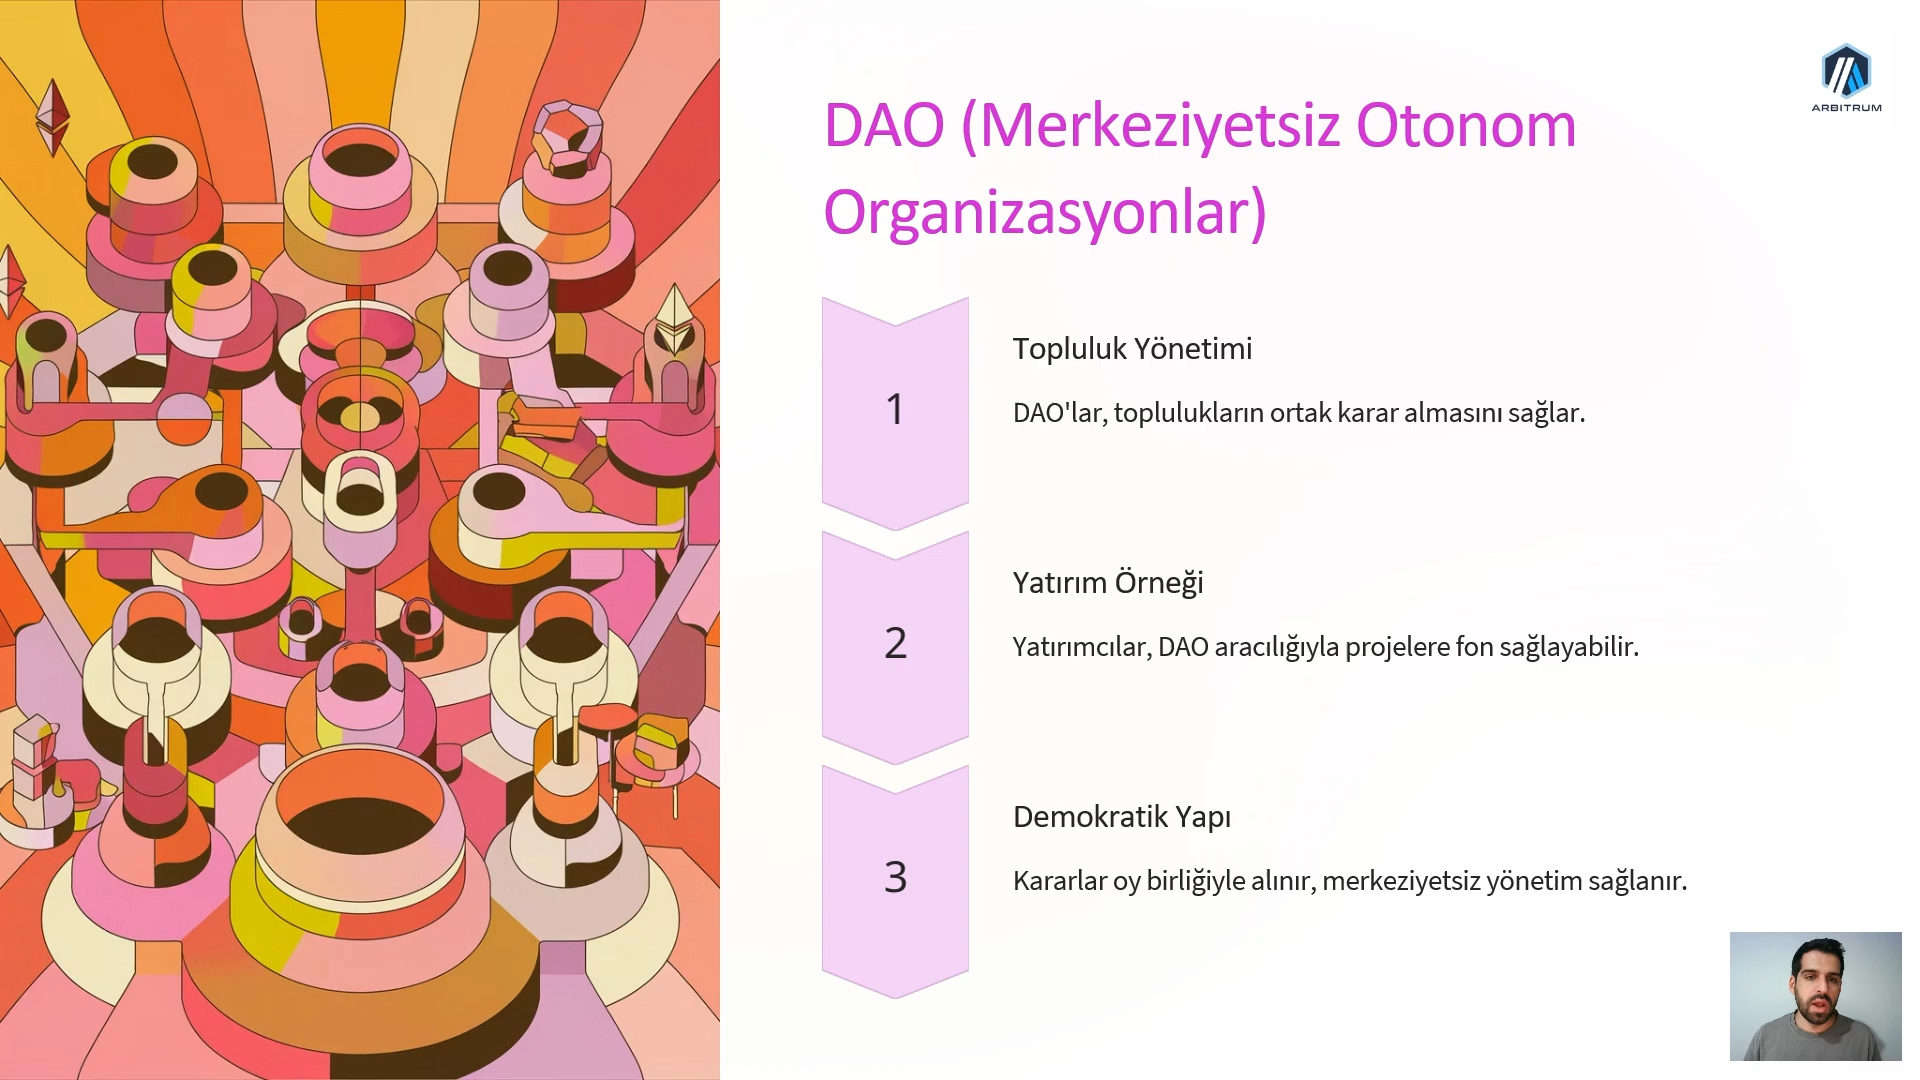 ARBITRUM
DAO (Merkeziyetsiz Otonom
Organizasyonlar)
1
Topluluk Yönetimi
DAO'lar, toplulukların ortak karar almasını sağlar.
2
Yatırım Örneği
Yatırımcılar, DAO aracılığıyla projelere fon sağlayabilir.
3
Demokratik Yapı
Kararlar oy birliğiyle alınır, merkeziyetsiz yönetim sağlanır.